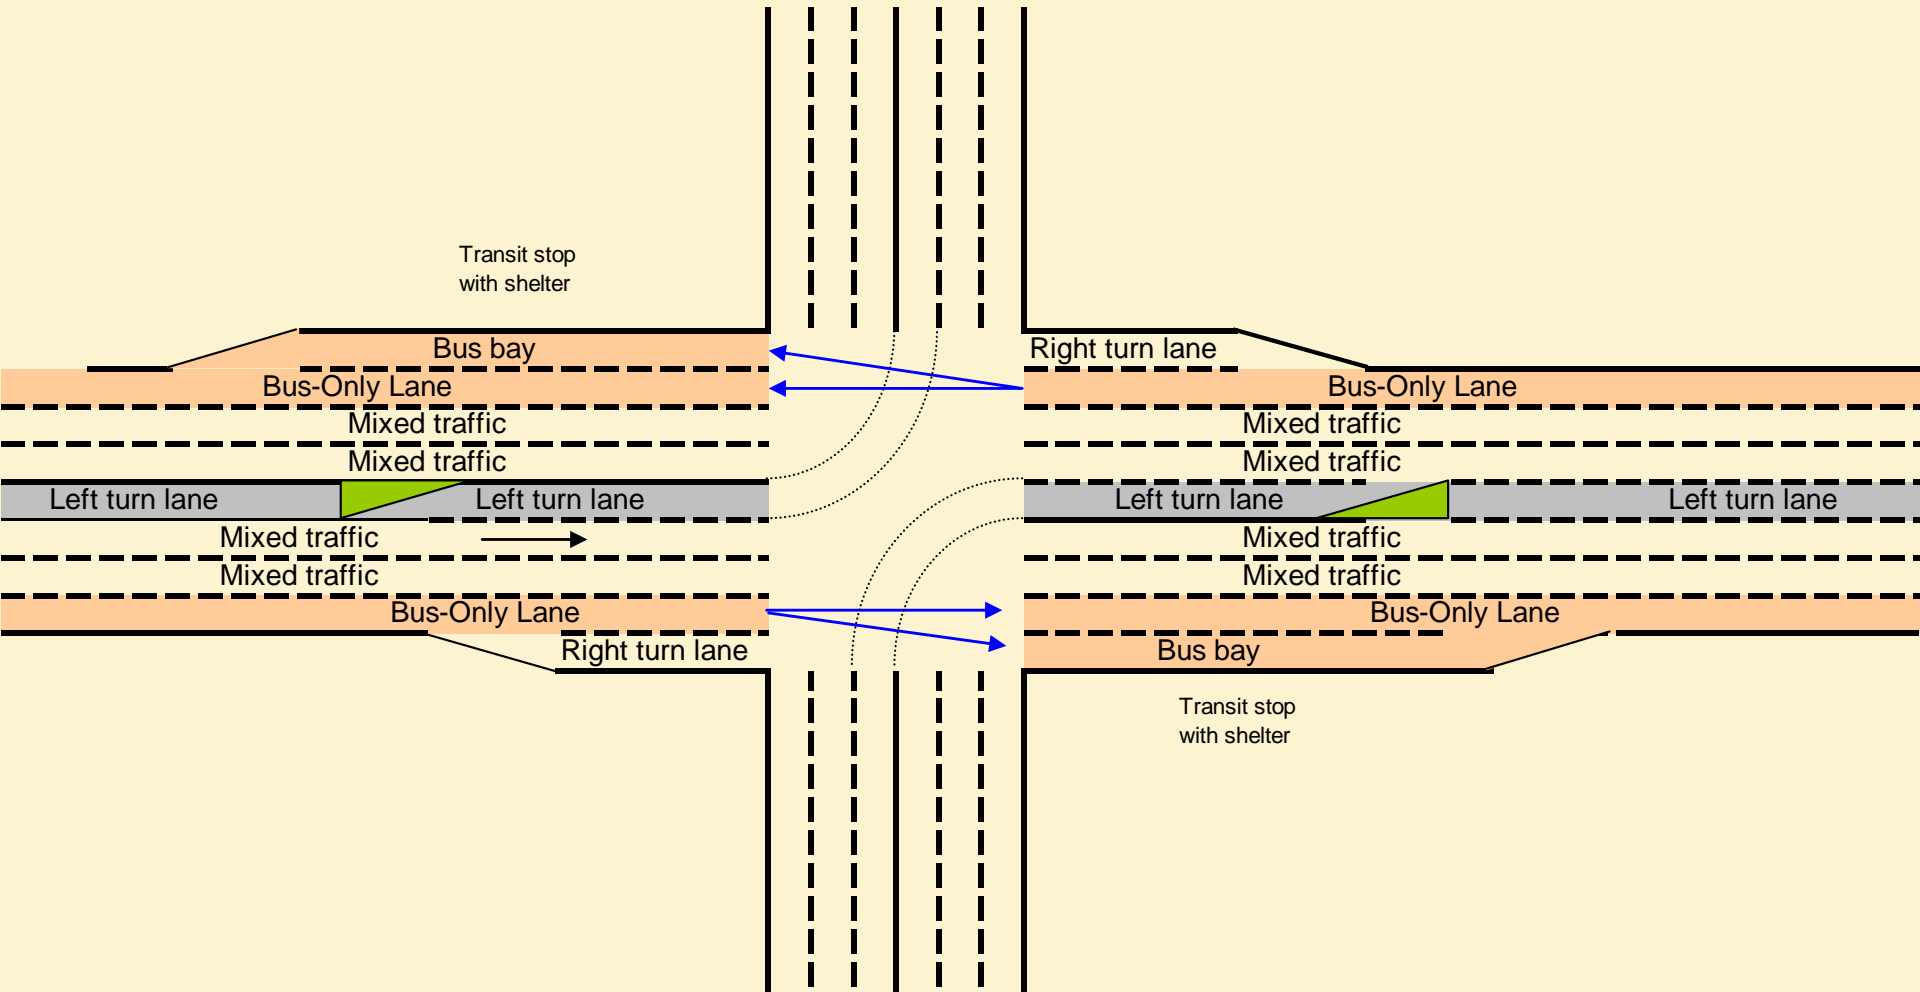 Transit stop
with shelter
Bus bay
Right turn lane
Bus-Only Lane
Bus-Only Lane
Mixed traffic
Mixed traffic
Mixed traffic
Mixed traffic
Left turn lane
Left turn lane
Left turn lane
Left turn lane
Mixed traffic
Mixed traffic
Mixed traffic
Mixed traffic
Bus-Only Lane
Bus-Only Lane
Right turn lane
Bus bay
Transit stop
with shelter